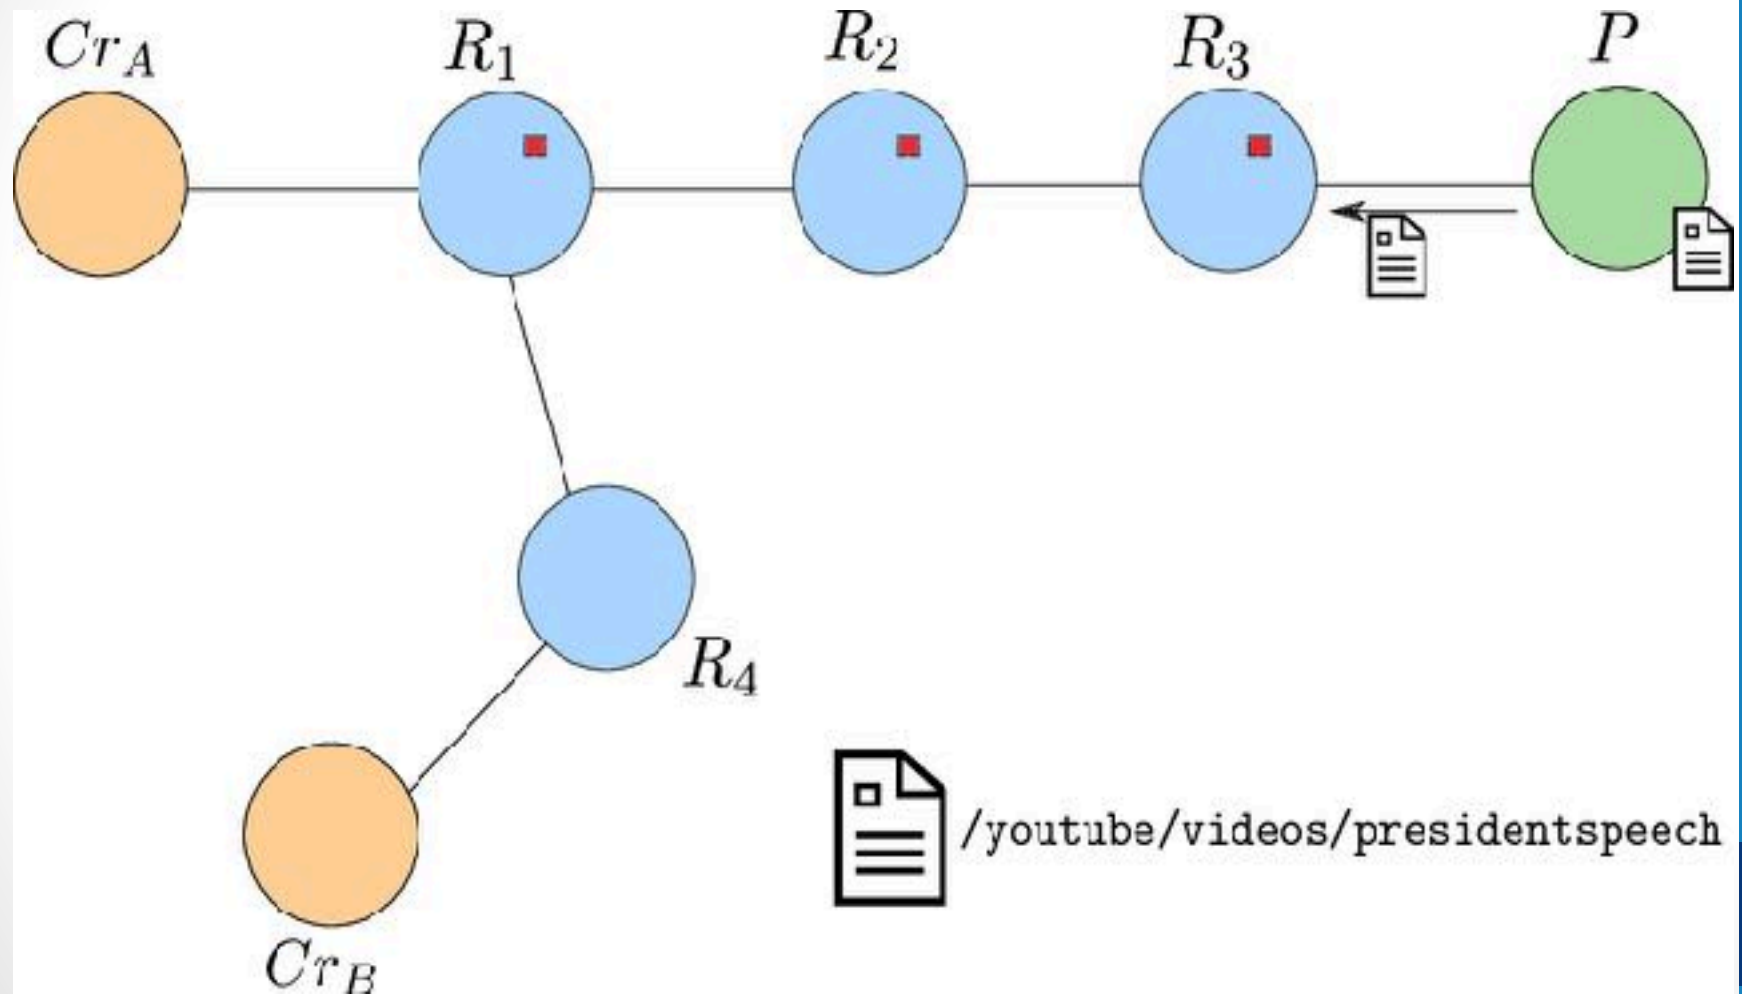 Cr_A
R_1
R_2
R_3
P
R_4
/youtube/videos/presidentspeech
Cr_B